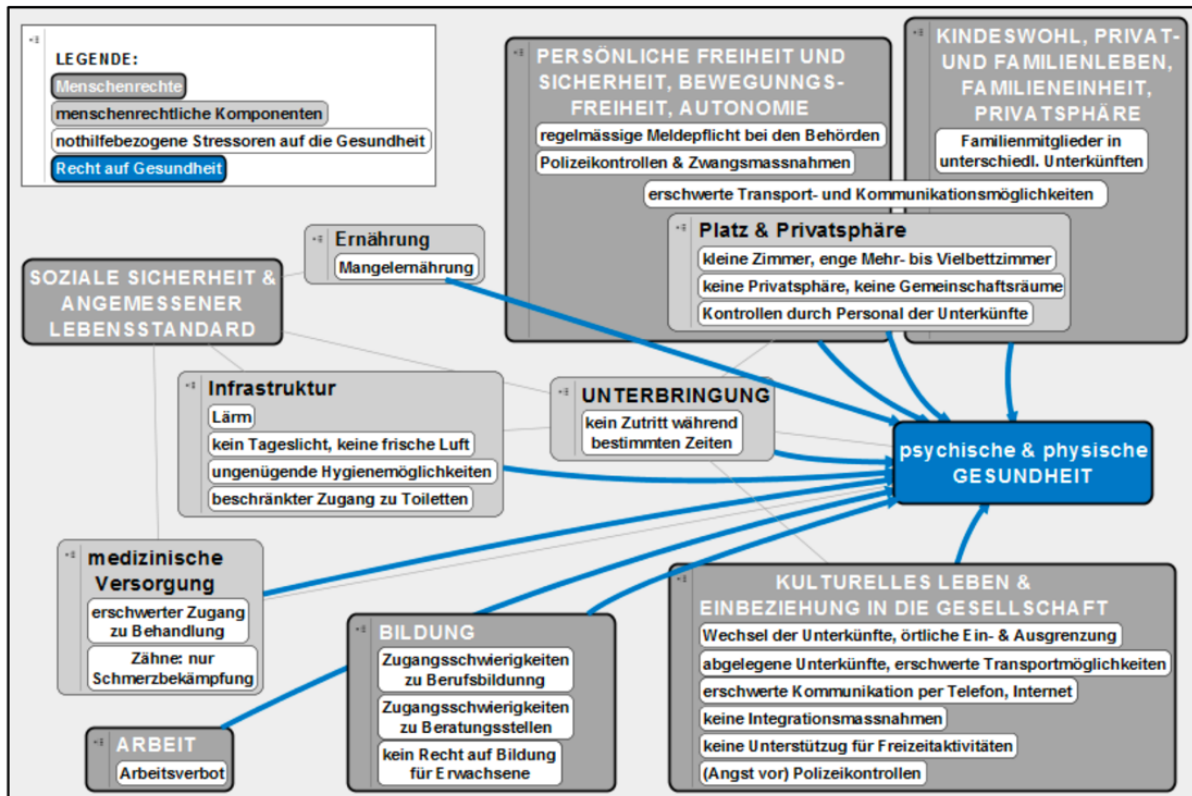 LEGENDE:
Menschenrechte
menschenrechtliche Komponenten
nothilfebezogene Stressoren auf die Gesundheit
Recht auf Gesundheit
PERSÖNLICHE FREIHEIT UND
SICHERHEIT, BEWEGUNNGS-
FREIHEIT, AUTONOMIE
regelmässige Meldepflicht bei den Behörden
Polizeikontrollen & Zwangsmassnahmen
KINDESWOHL, PRIVAT-
UND FAMILIENLEBEN,
FAMILIENEINHEIT,
PRIVATSPHÄRE
Familienmitglieder in
unterschiedl. Unterkünften
erschwerte Transport- und Kommunikationsmöglichkeiten
Platz & Privatsphäre
kleine Zimmer, enge Mehr- bis Vielbettzimmer
keine Privatsphäre, keine Gemeinschaftsräume
Kontrollen durch Personal der Unterkünfte
Ernährung
Mangelernährung
SOZIALE SICHERHEIT &
ANGEMESSENER
LEBENSSTANDARD
Infrastruktur
Lärm
kein Tageslicht, keine frische Luft
ungenügende Hygienemöglichkeiten
beschränkter Zugang zu Toiletten
UNTERBRINGUNG
kein Zutritt während
bestimmten Zeiten
psychische & physische
GESUNDHEIT
medizinische
Versorgung
erschwerter Zugang
zu Behandlung
Zähne: nur
Schmerzbekämpfung
ARBEIT
Arbeitsverbot
BILDUNG
Zugangsschwierigkeiten
zu Berufsbildunng
Zugangsschwierigkeiten
zu Beratungsstellen
kein Recht auf Bildung
für Erwachsene
KULTURELLES LEBEN &
EINBEZIEHUNG IN DIE GESELLSCHAFT
Wechsel der Unterkünfte, örtliche Ein- & Ausgrenzung
abgelegene Unterkünfte, erschwerte Transportmöglichkeiten
erschwerte Kommunikation per Telefon, Internet
keine Integrationsmassnahmen
keine Unterstützug für Freizeitaktivitäten
(Angst vor) Polizeikontrollen